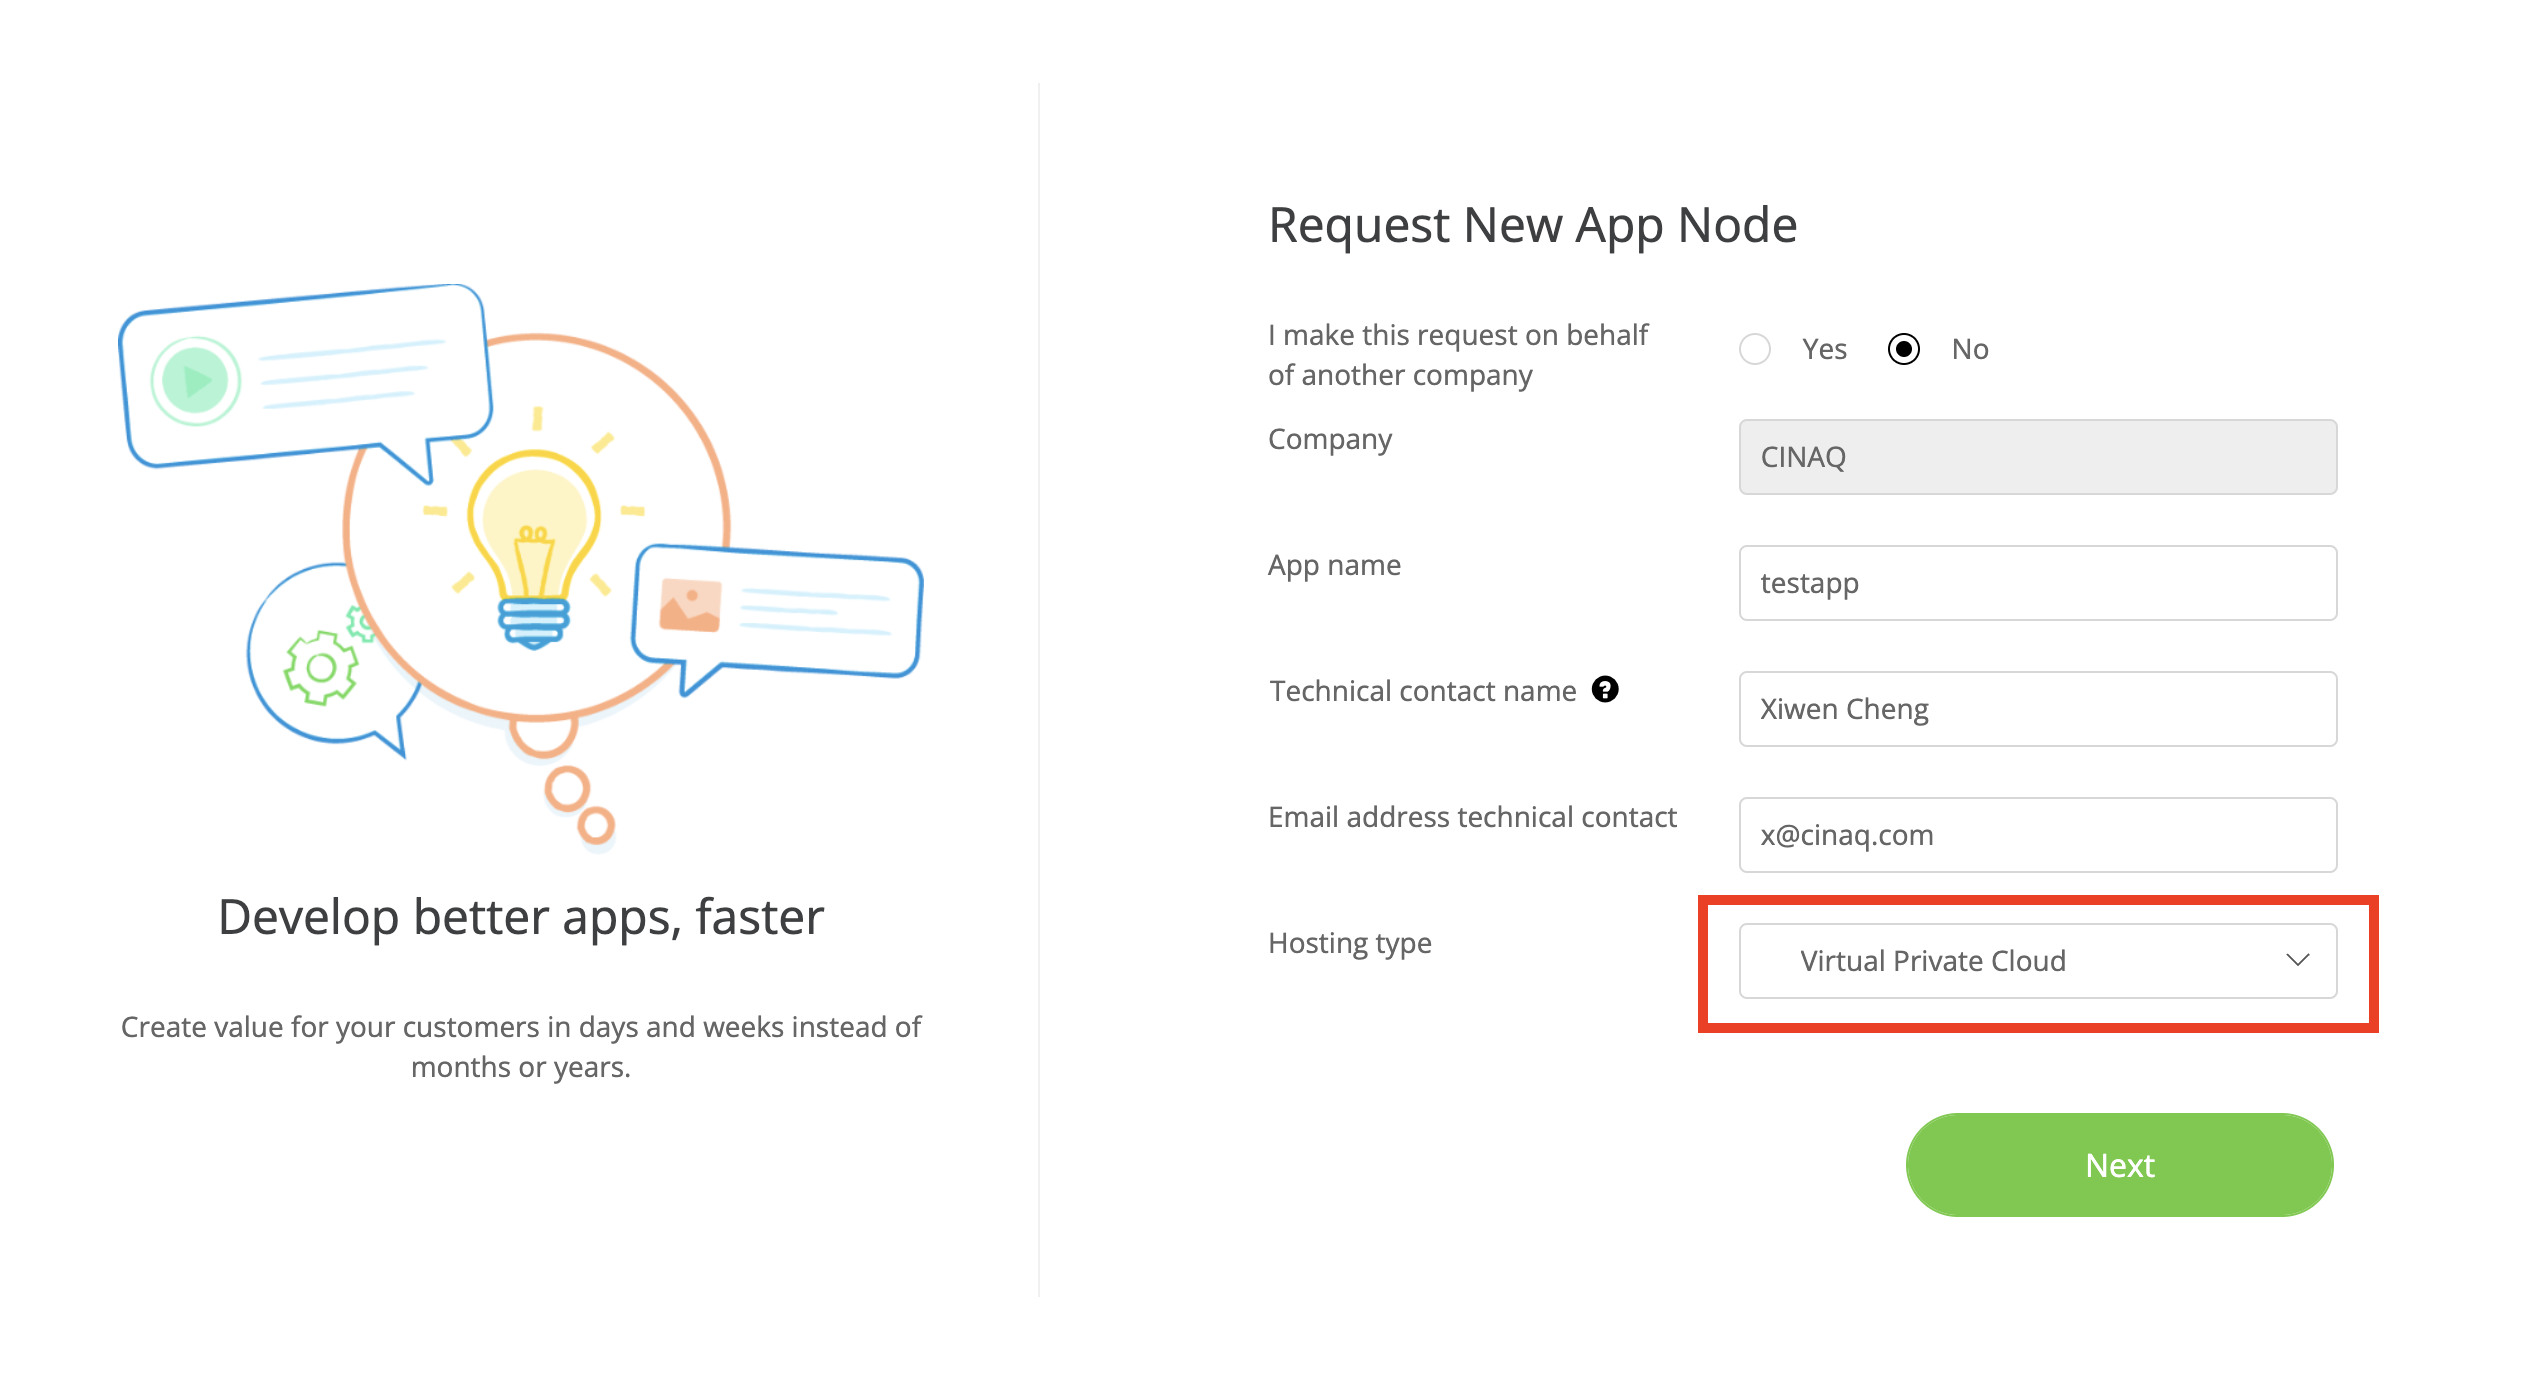 Develop better apps, faster
Create value for your customers in days and weeks instead of
months or years.
Request New App Node
I make this request on behalf
of another company
Yes
No
Company
CINAQ
App name
testapp
Technical contact name ?
Xiwen Cheng
Email address technical contact
x@cinaq.com
Hosting type
Virtual Private Cloud
Next